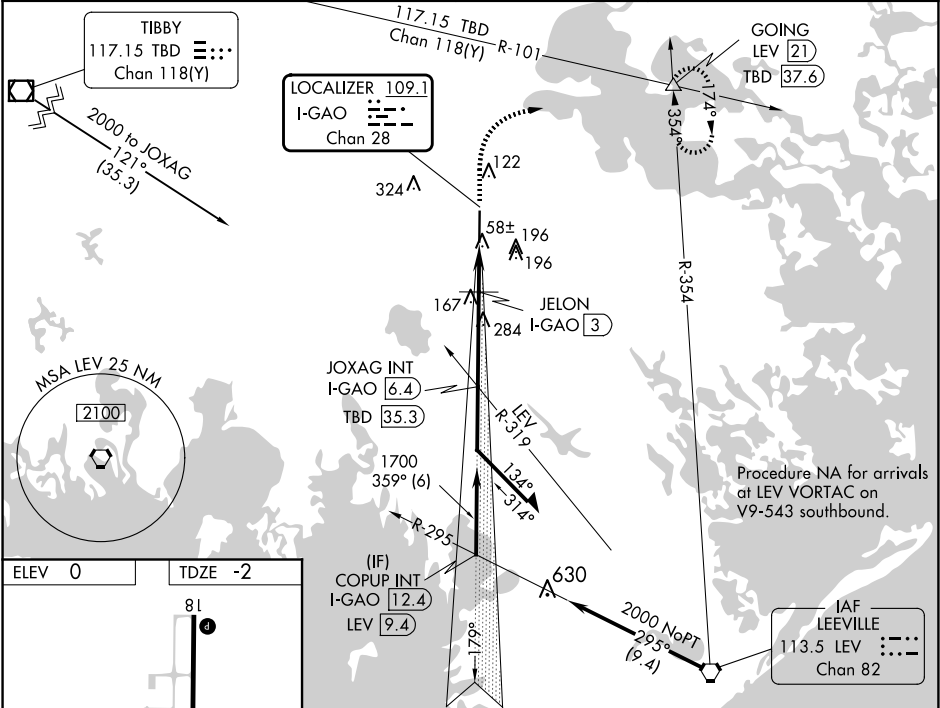 TIBBY
117.15 TBD
Chan 118(Y)
117.15 TBD R-101
Chan 118(Y)
GOING
LEV 21
TBD 37.6
LOCALIZER 109.1
I-GAO
Chan 28
2000 to JOXAG
121°
(35.3)
174°
354°
122
324
58± 196
196
R-354
167
JELON
I-GAO 3
284
MSA LEV 25 NM
2100
JOXAG INT
I-GAO 6.4
TBD 35.3
LEV
R-319
1700
359° (6)
134°
314°
Procedure NA for arrivals
at LEV VORTAC on
V9-543 southbound.
R-295
(IF)
COPUP INT
I-GAO 12.4
LEV 9.4
630
2000 NoPT
295°
(9.4)
179°
IAF
LEEVILLE
113.5 LEV
Chan 82
ELEV 0
TDZE -2
18
P